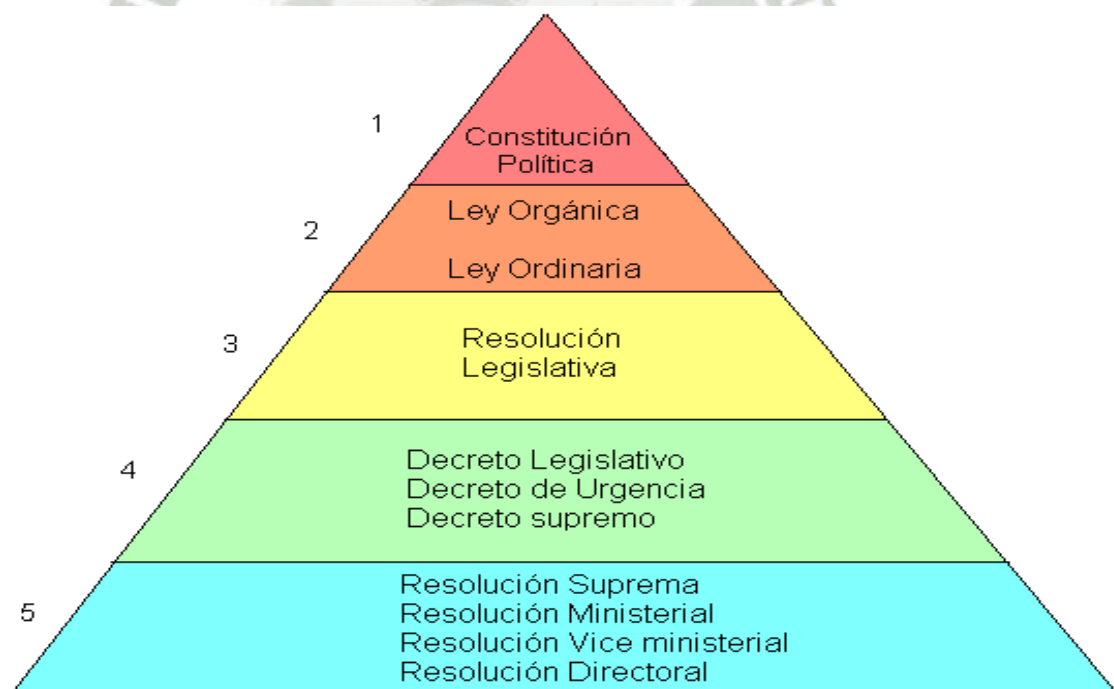 1
Constitución
Política
2
Ley Orgánica
Ley Ordinaria
3
Resolución
Legislativa
4
Decreto Legislativo
Decreto de Urgencia
Decreto supremo
5
Resolución Suprema
Resolución Ministerial
Resolución Vice ministerial
Resolución Directoral